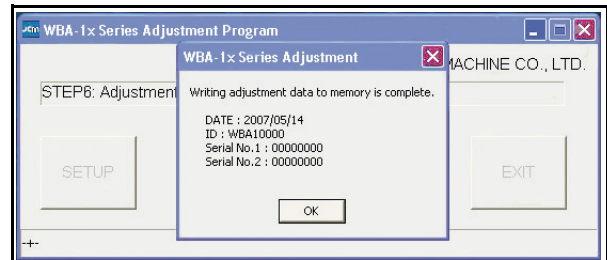 JCM WBA-1x Series Adjustment Program
WBA-1x Series Adjustment
MACHINE CO., LTD.
STEP6: Adjustment
Writing adjustment data to memory is complete.
DATE : 2007/05/14
ID : WBA10000
Serial No.1 : 00000000
Serial No.2 : 00000000
SETUP
EXIT
OK
-+-